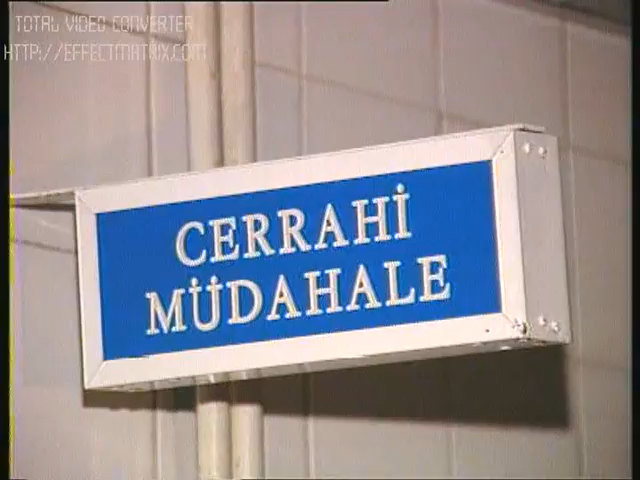 TOTAL VIDEO CONVERTER
HTTP://EFFECTMATRIX.COM
CERRAHİ
MÜDAHALE